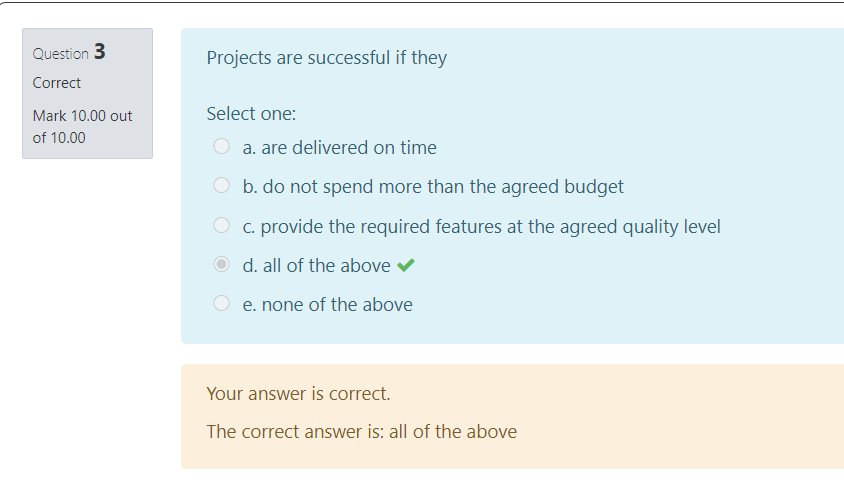 Question 3
Correct
Mark 10.00 out
of 10.00
Projects are successful if they
Select one:
a. are delivered on time
b. do not spend more than the agreed budget
c. provide the required features at the agreed quality level
d. all of the above
e. none of the above
Your answer is correct.
The correct answer is: all of the above